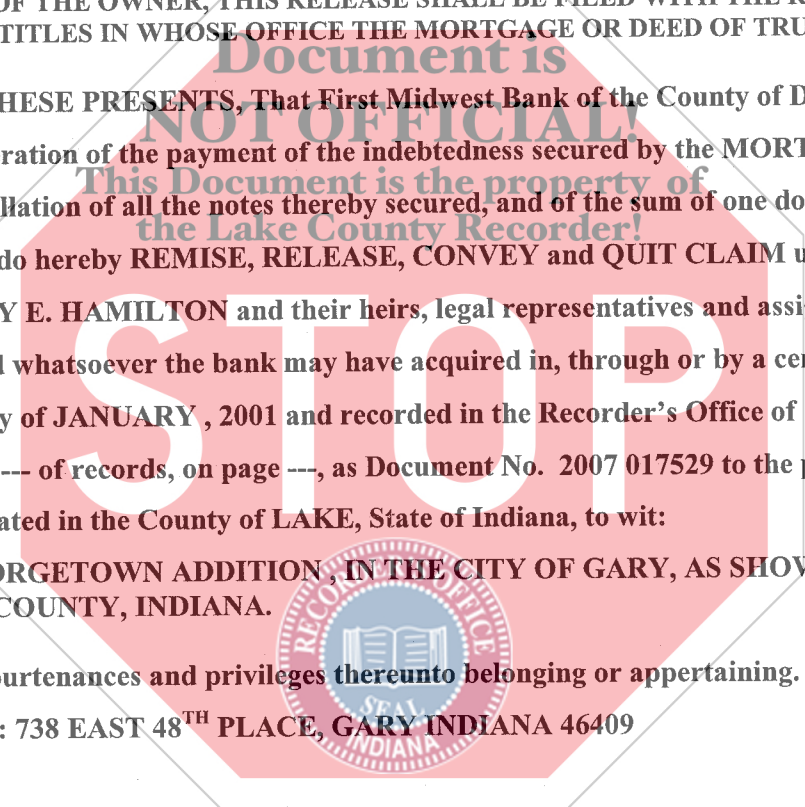 OF THE OWNER, THIS RELEASE SHALL BE FILED WITH THE R
TITLES IN WHOSE OFFICE THE MORTGAGE OR DEED OF TRU
Document is
HESE PRESENTS, That First Midwest Bank of the County of D
NOT OFFICIAL!
ration of the payment of the indebtedness secured by the MORT
This Document is the property of
llation of all the notes thereby secured, and of the sum of one do
the Lake County Recorder!
do hereby REMISE, RELEASE, CONVEY and QUIT CLAIM u
Y E. HAMILTON and their heirs, legal representatives and assi
STOP
d whatsoever the bank may have acquired in, through or by a cer
y of JANUARY , 2001 and recorded in the Recorder's Office of
--- of records, on page ---, as Document No. 2007 017529 to the p
ated in the County of LAKE, State of Indiana, to wit:
ORGETOWN ADDITION , IN THE CITY OF GARY, AS SHOW
COUNTY, INDIANA.
RECORDER'S OFFICE
SEAL
INDIANA
purtenances and privileges thereunto belonging or appertaining.
: 738 EAST 48TH PLACE, GARY INDIANA 46409